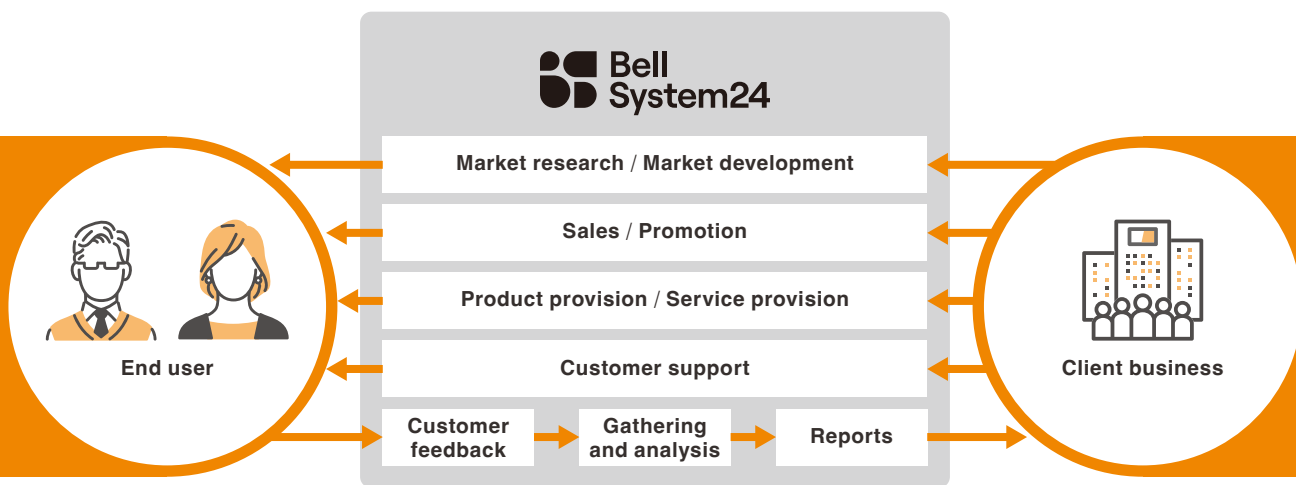 Bell
System24
Market research / Market development
Sales / Promotion
Product provision / Service provision
Customer support
End user
Client business
Customer
feedback
Gathering
and analysis
Reports